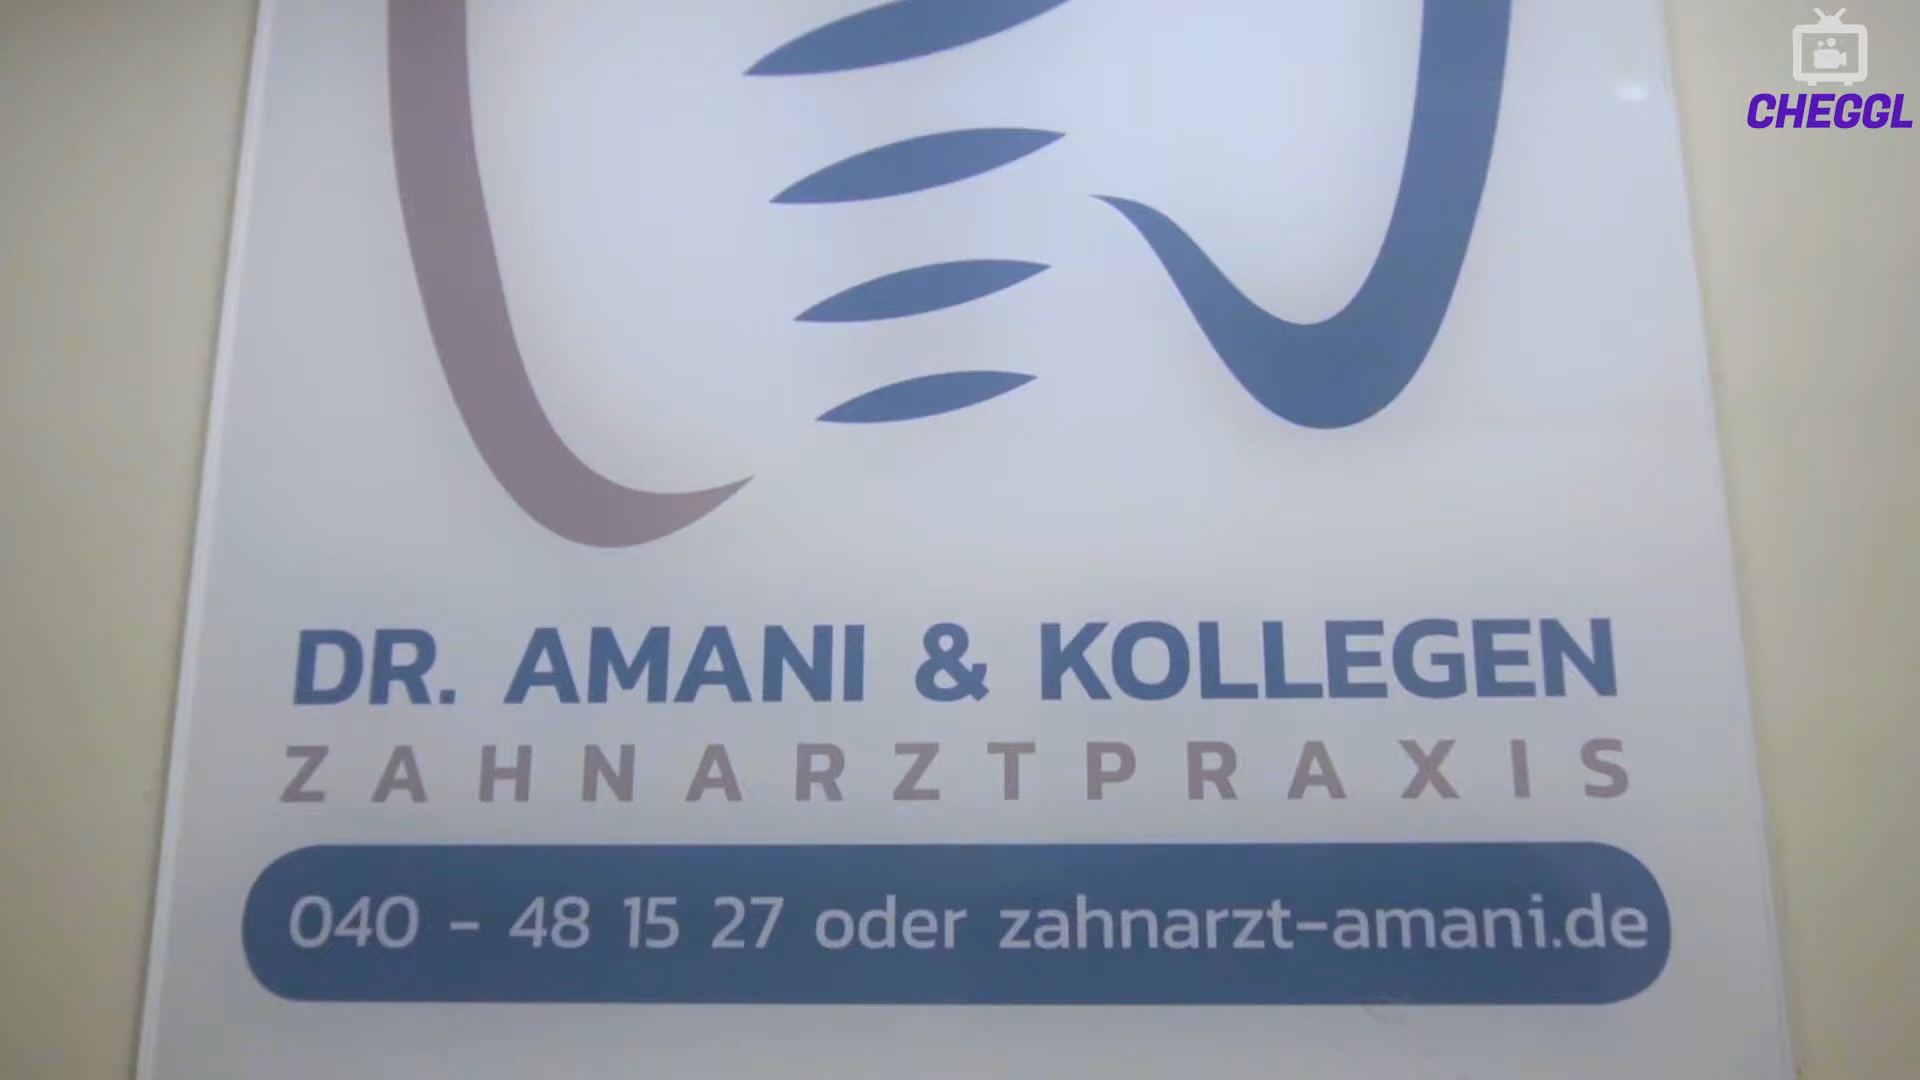 CHEGGL
DR. AMANI & KOLLEGEN
ZAHNARZTPRAXIS
040 - 48 15 27 oder zahnarzt-amani.de